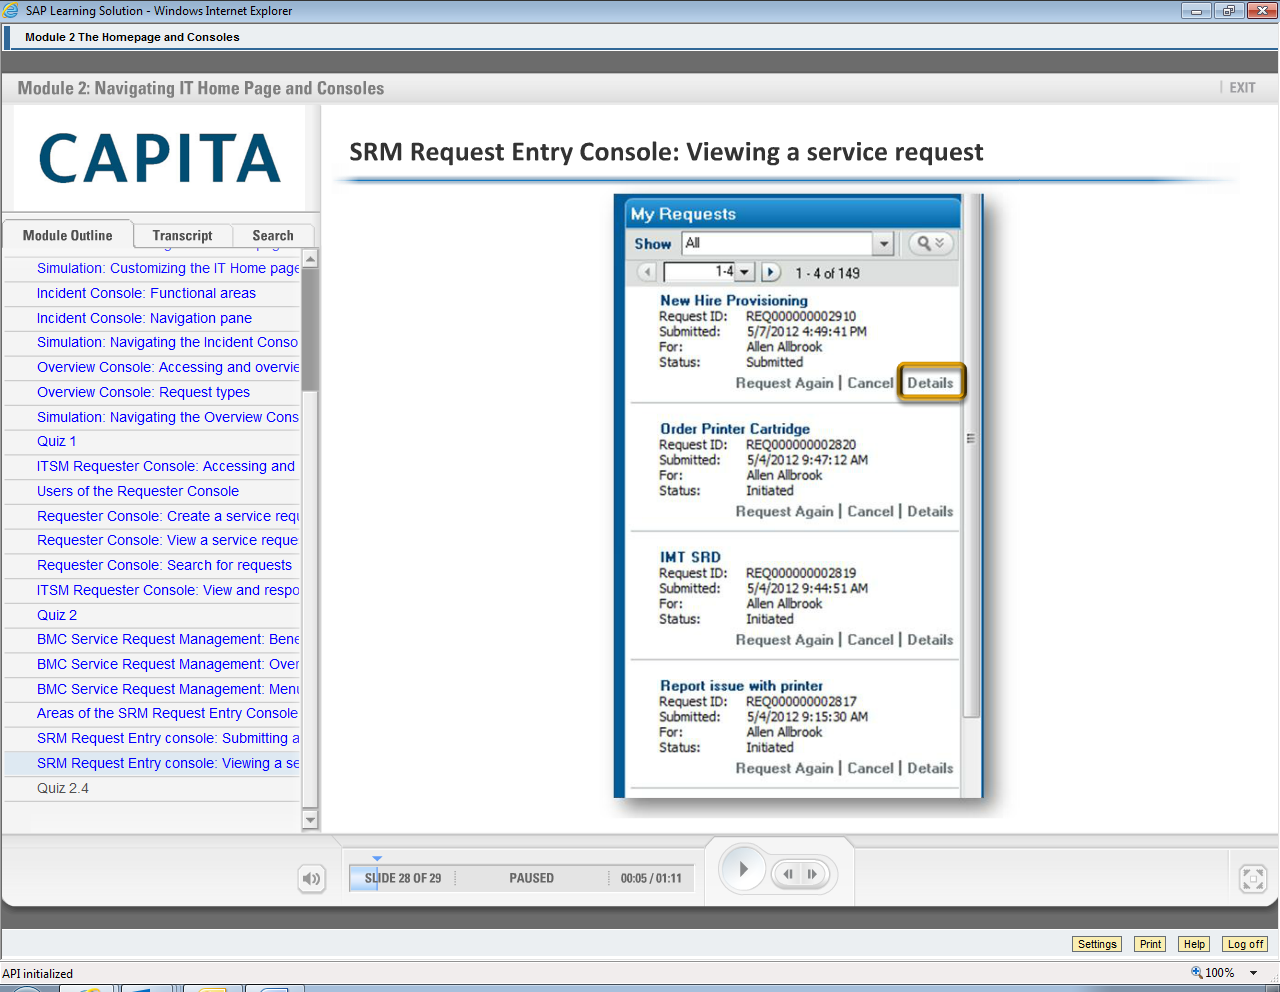 SAP Learning Solution - Windows Internet Explorer
Module 2 The Homepage and Consoles
Module 2: Navigating IT Home Page and Consoles
EXIT
CAPITA
Module Outline
Transcript
Search
Simulation: Customizing the IT Home page
Incident Console: Functional areas
Incident Console: Navigation pane
Simulation: Navigating the Incident Conso
Overview Console: Accessing and overvie
Overview Console: Request types
Simulation: Navigating the Overview Cons
Quiz 1
ITSM Requester Console: Accessing and
Users of the Requester Console
Requester Console: Create a service requ
Requester Console: View a service reque
Requester Console: Search for requests
ITSM Requester Console: View and respo
Quiz 2
BMC Service Request Management: Bene
BMC Service Request Management: Over
BMC Service Request Management: Menu
Areas of the SRM Request Entry Console
SRM Request Entry console: Submitting a
SRM Request Entry console: Viewing a se
Quiz 2.4
SRM Request Entry Console: Viewing a service request
My Requests
Show All
1-4 1 - 4 of 149
New Hire Provisioning
Request ID: REQ000000002910
Submitted: 5/7/2012 4:49:41 PM
For: Allen Allbrook
Status: Submitted
Request Again | Cancel Details
Order Printer Cartridge
Request ID: REQ000000002820
Submitted: 5/4/2012 9:47:12 AM
For: Allen Allbrook
Status: Initiated
Request Again | Cancel | Details
IMT SRD
Request ID: REQ000000002819
Submitted: 5/4/2012 9:44:51 AM
For: Allen Allbrook
Status: Initiated
Request Again | Cancel | Details
Report issue with printer
Request ID: REQ000000002817
Submitted: 5/4/2012 9:15:30 AM
For: Allen Allbrook
Status: Initiated
Request Again | Cancel | Details
SLIDE 28 OF 29
PAUSED
00:05 / 01:11
Settings
Print
Help
Log off
API initialized
100%